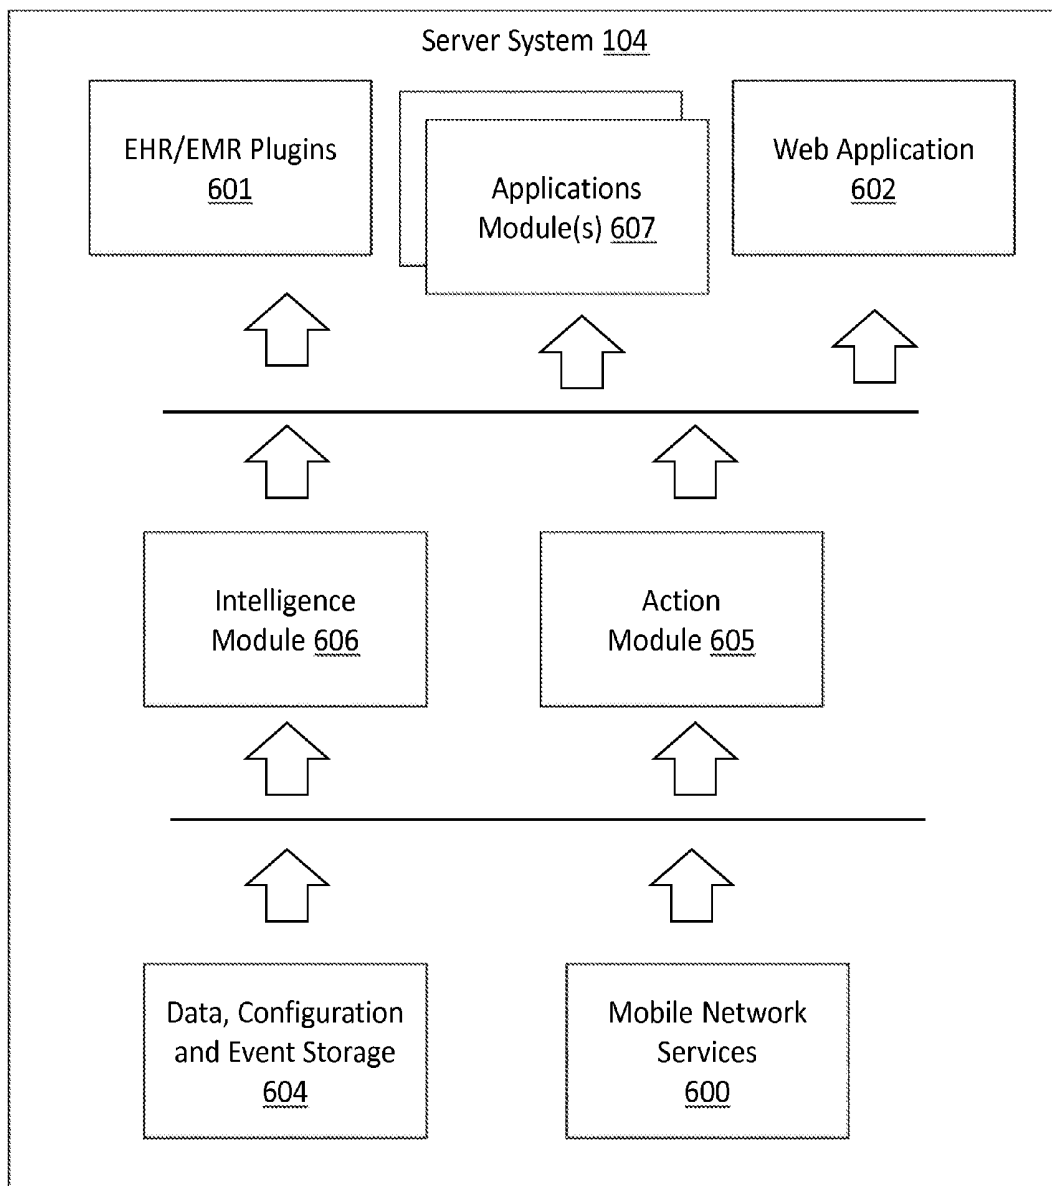 Server System 104
EHR/EMR Plugins
601
Applications
Module(s) 607
Web Application
602
Intelligence
Module 606
Action
Module 605
Data, Configuration
and Event Storage
604
Mobile Network
Services
600